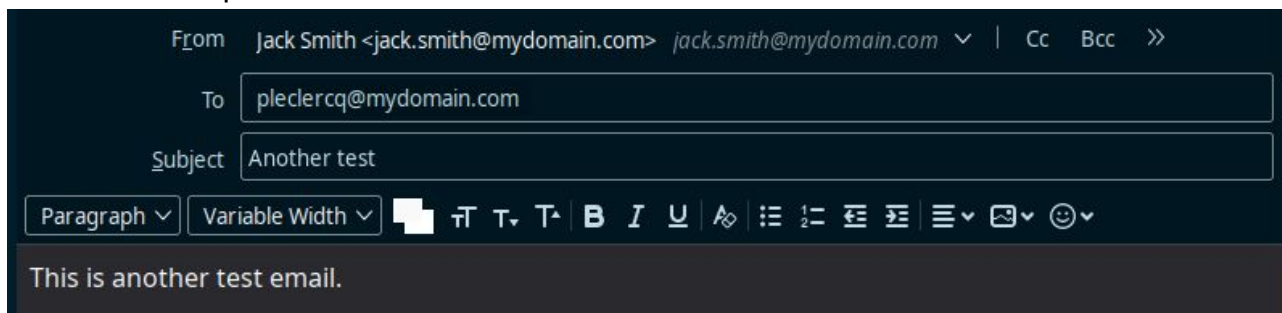 From Jack Smith <jack.smith@mydomain.com> jack.smith@mydomain.com Cc Bcc
To pleclercq@mydomain.com
Subject Another test
Paragraph Variable Width
This is another test email.